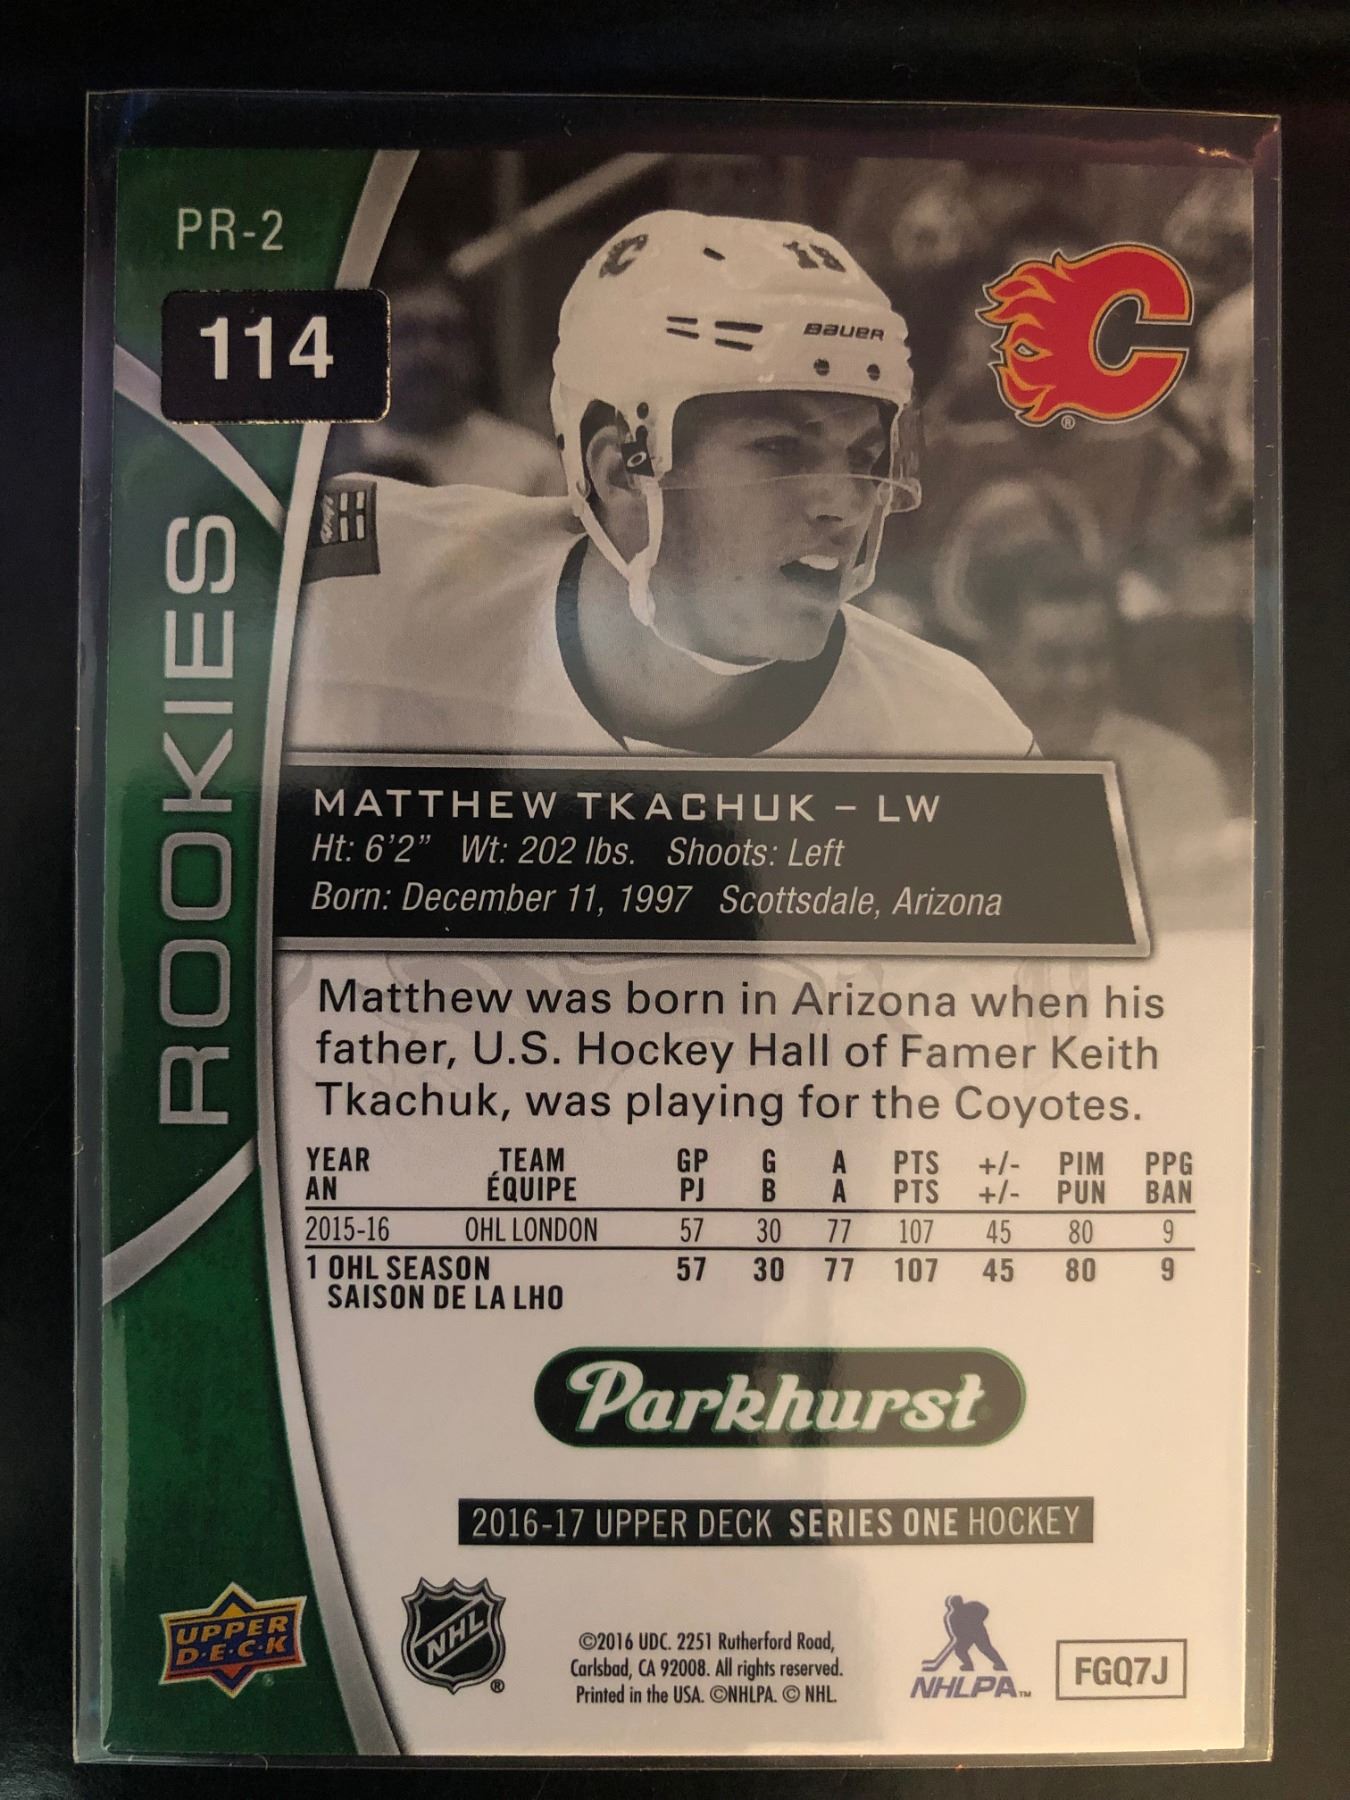 PR-2
114
ROOKIES
C
18
BAUER
C
®
MATTHEW TKACHUK – LW
Ht: 6'2" Wt: 202 lbs. Shoots: Left
Born: December 11, 1997 Scottsdale, Arizona
Matthew was born in Arizona when his
father, U.S. Hockey Hall of Famer Keith
Tkachuk, was playing for the Coyotes.
YEAR TEAM GP G A PTS +/- PIM PPG
AN ÉQUIPE PJ B A PTS +/- PUN BAN
2015-16 OHL LONDON 57 30 77 107 45 80 9
1 OHL SEASON 57 30 77 107 45 80 9
SAISON DE LA LHO
Parkhurst
2016-17 UPPER DECK SERIES ONE HOCKEY
UPPER
D·E·C·K
®
NHL
®
©2016 UDC. 2251 Rutherford Road,
Carlsbad, CA 92008. All rights reserved.
Printed in the USA. ©NHLPA. © NHL.
NHLPA™
FGQ7J